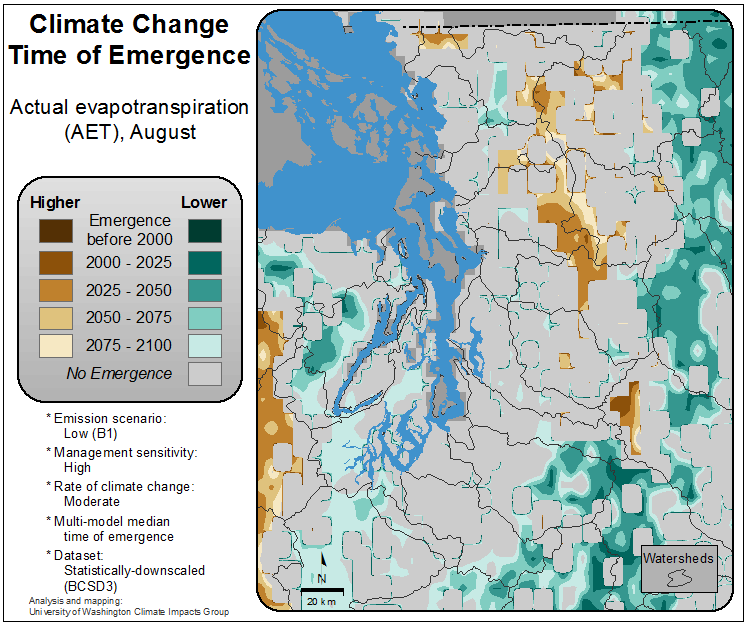 Climate Change
Time of Emergence
Actual evapotranspiration
(AET), August
Higher
Lower
Emergence
before 2000
2000 - 2025
2025 - 2050
2050 - 2075
2075 - 2100
No Emergence
* Emission scenario:
Low (B1)
* Management sensitivity:
High
* Rate of climate change:
Moderate
* Multi-model median
time of emergence
* Dataset:
Statistically-downscaled
(BCSD3)
Analysis and mapping:
University of Washington Climate Impacts Group
N
20 km
Watersheds